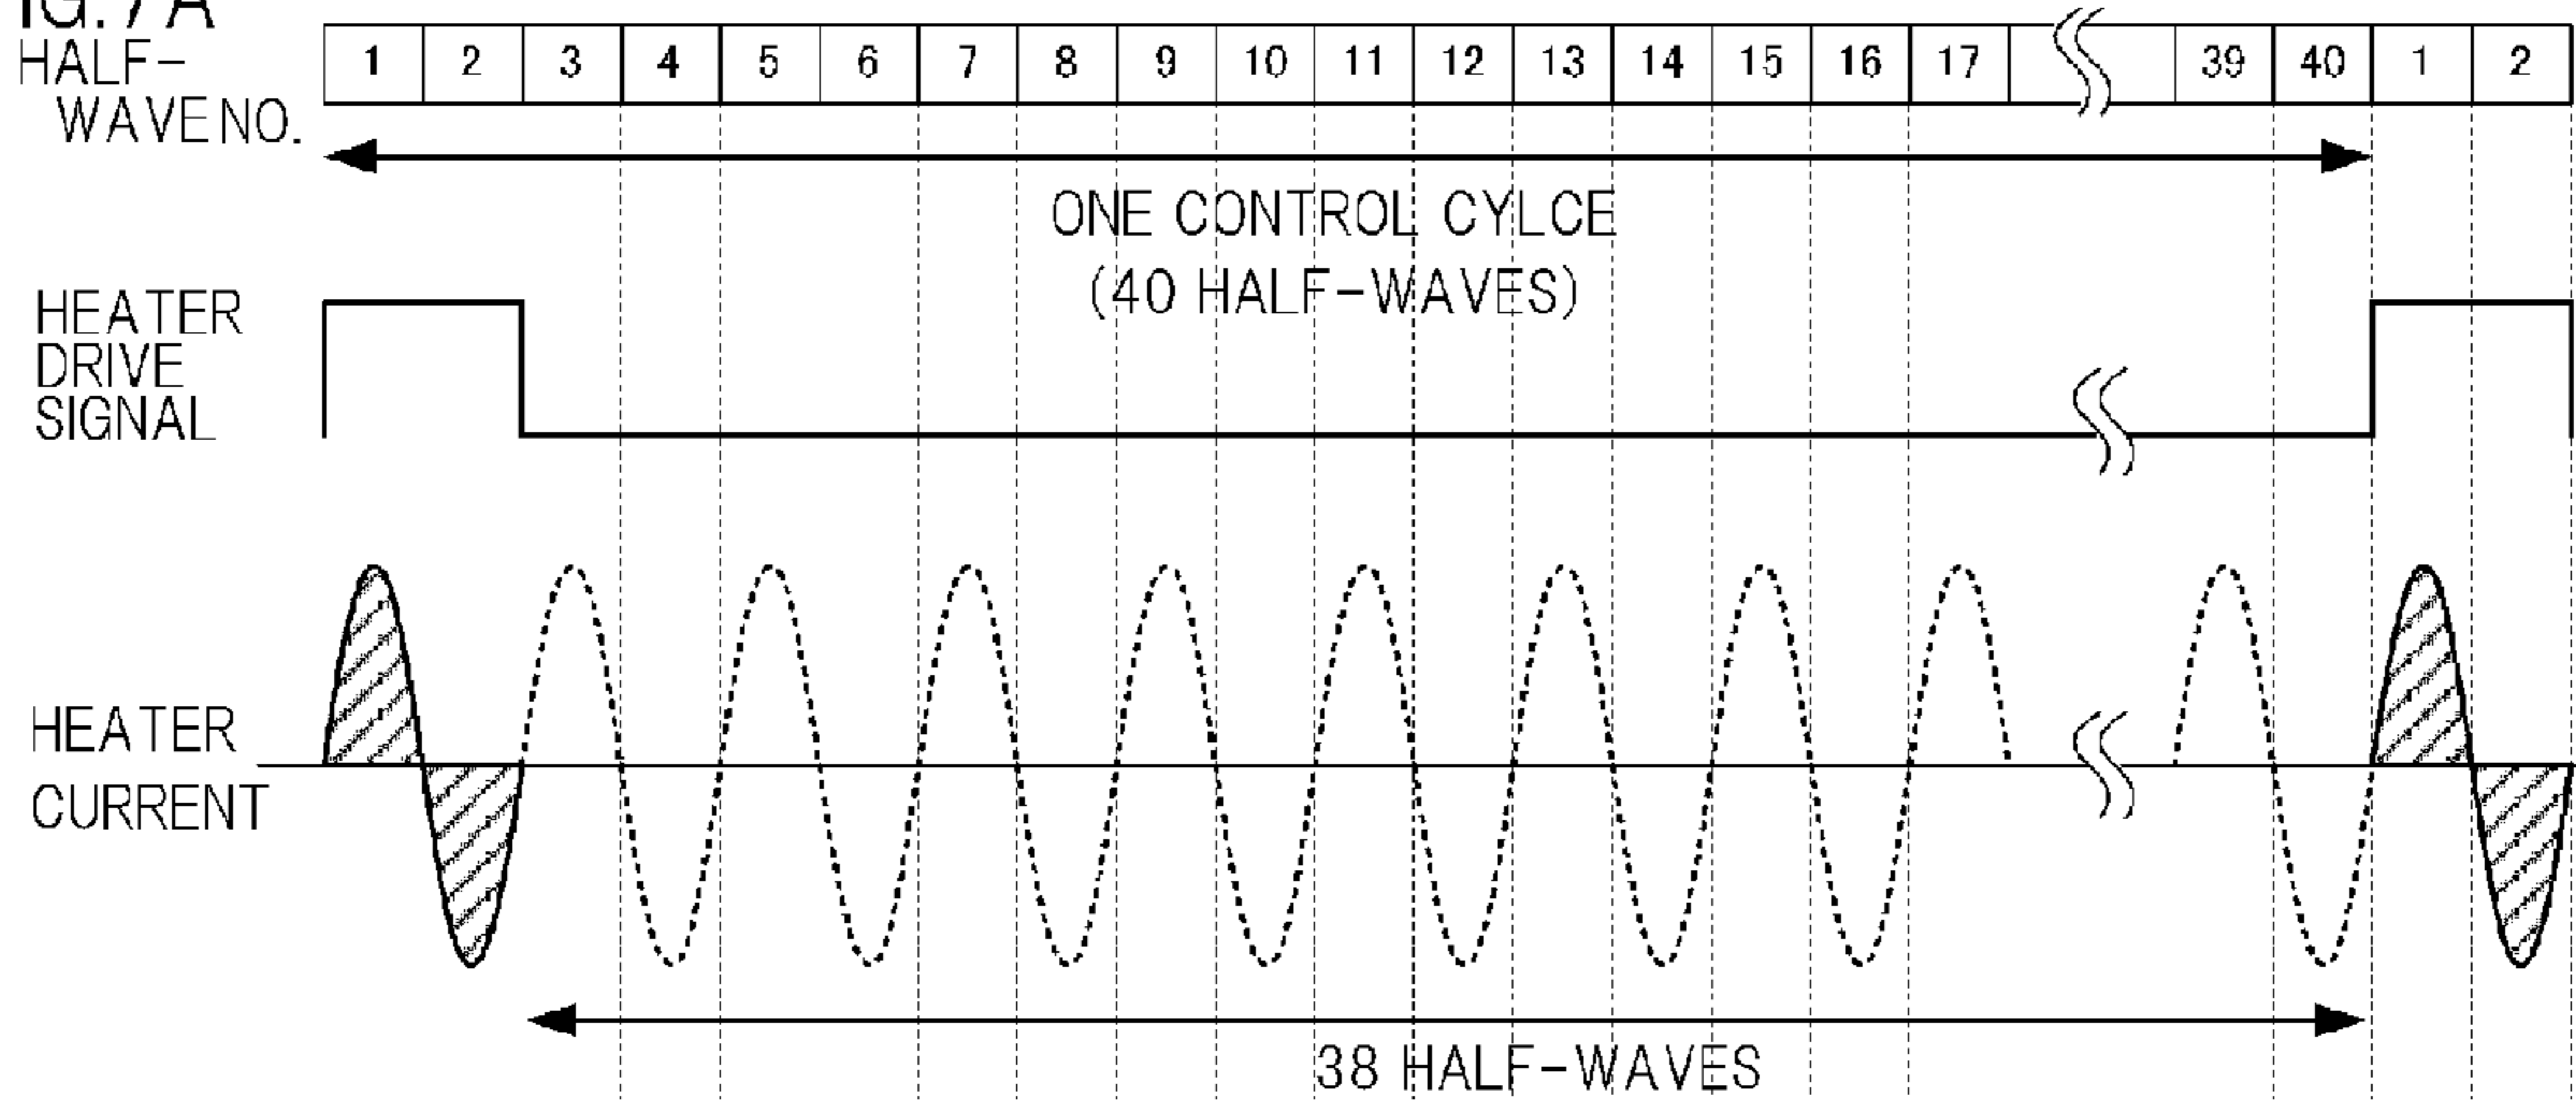 IG. 7A
HALF-
WAVE NO.
1 2 3 4 5 6 7 8 9 10 11 12 13 14 15 16 17 39 40 1 2
ONE CONTROL CYLCE
(40 HALF-WAVES)
HEATER
DRIVE
SIGNAL
HEATER
CURRENT
38 HALF-WAVES